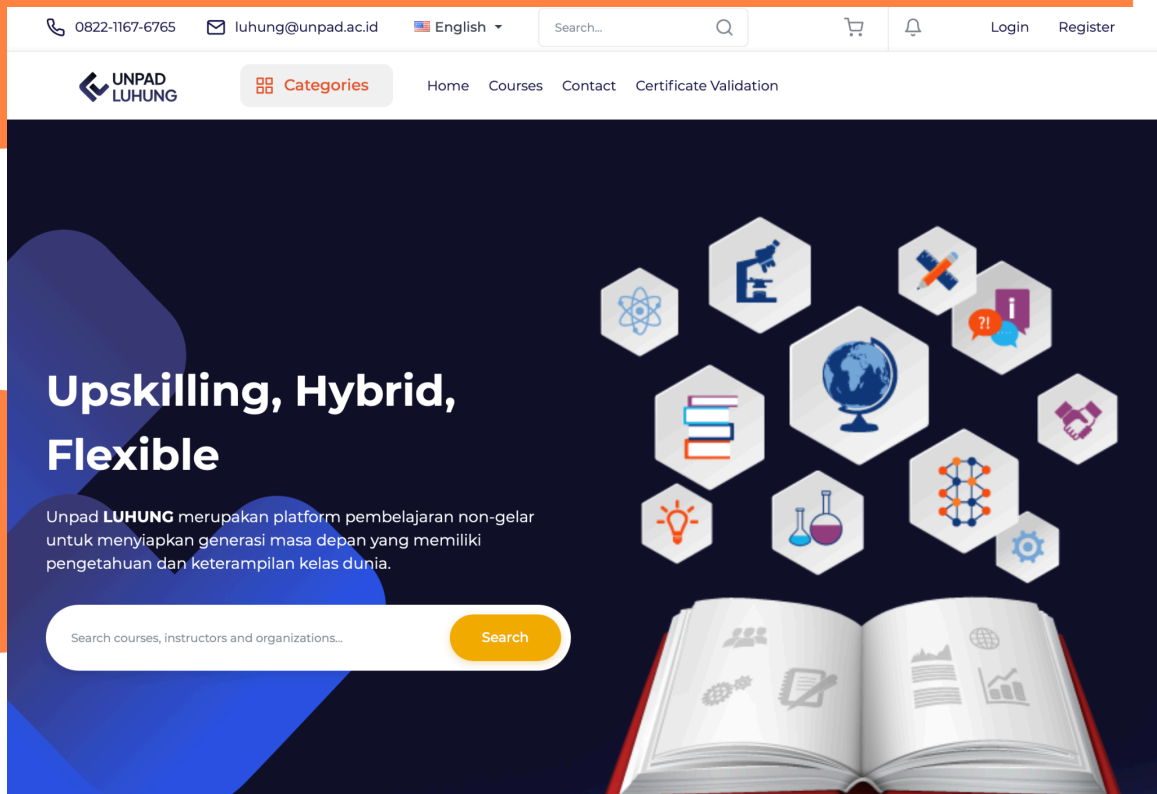 0822-1167-6765 luhung@unpad.ac.id English Search... Login Register
UNPAD
LUHUNG
Categories Home Courses Contact Certificate Validation
Upskilling, Hybrid,
Flexible
Unpad LUHUNG merupakan platform pembelajaran non-gelar
untuk menyiapkan generasi masa depan yang memiliki
pengetahuan dan keterampilan kelas dunia.
Search courses, instructors and organizations... Search
?!
i